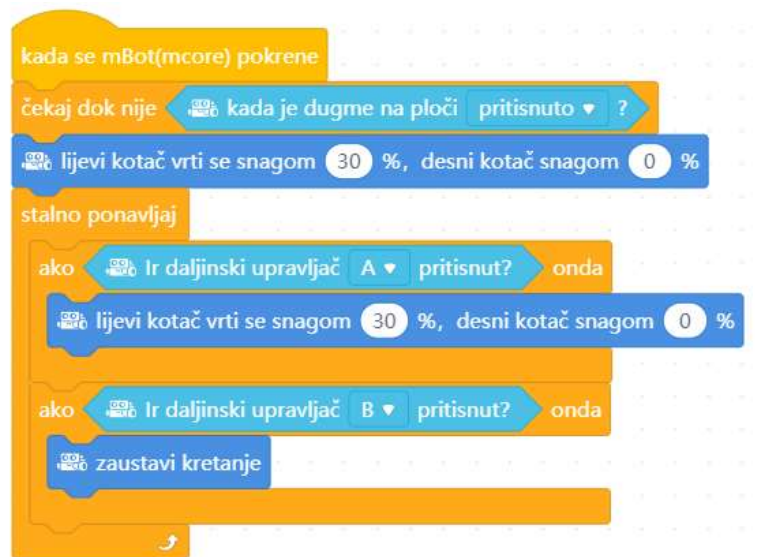 kada se mBot(mcore) pokrene
čekaj dok nije kada je dugme na ploči pritisnuto ?
lijevi kotač vrti se snagom 30 %, desni kotač snagom 0 %
stalno ponavljaj
ako Ir daljinski upravljač A pritisnut? onda
lijevi kotač vrti se snagom 30 %, desni kotač snagom 0 %
ako Ir daljinski upravljač B pritisnut? onda
zaustavi kretanje